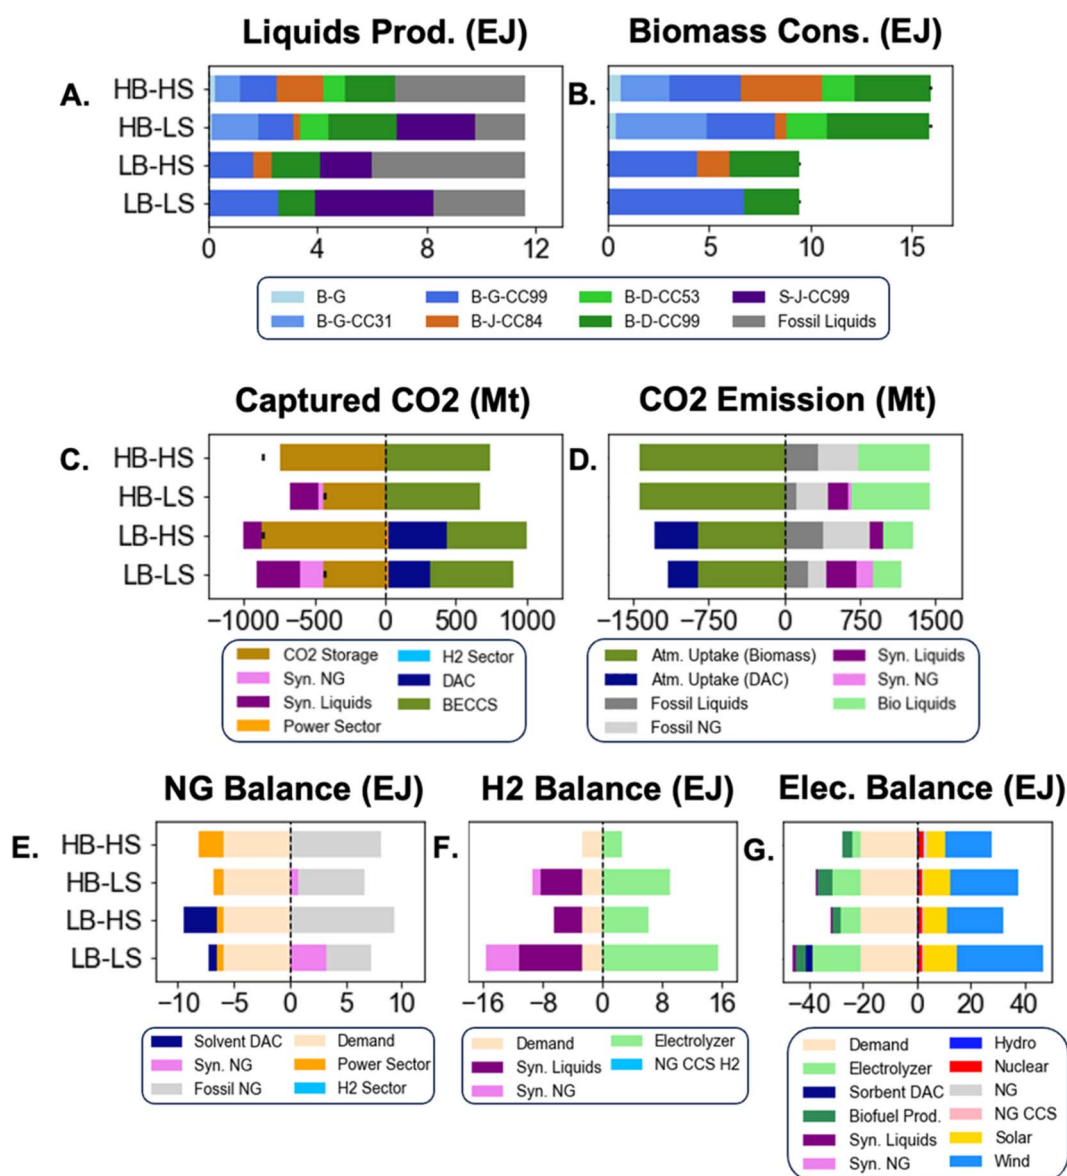 Liquids Prod. (EJ)
Biomass Cons. (EJ)
A.
B.
HB-HS
HB-LS
LB-HS
LB-LS
0 4 8 12
0 5 10 15
B-G B-G-CC99 B-D-CC53 S-J-CC99
B-G-CC31 B-J-CC84 B-D-CC99 Fossil Liquids
Captured CO2 (Mt)
CO2 Emission (Mt)
C.
D.
HB-HS
HB-LS
LB-HS
LB-LS
−1000 −500 0 500 1000
−1500 −750 0 750 1500
CO2 Storage H2 Sector
Syn. NG DAC
Syn. Liquids BECCS
Power Sector
Atm. Uptake (Biomass) Syn. Liquids
Atm. Uptake (DAC) Syn. NG
Fossil Liquids Bio Liquids
Fossil NG
NG Balance (EJ)
H2 Balance (EJ)
Elec. Balance (EJ)
E.
F.
G.
HB-HS
HB-LS
LB-HS
LB-LS
−10 −5 0 5 10
−16 −8 0 8 16
−40 −20 0 20 40
Solvent DAC Demand
Syn. NG Power Sector
Fossil NG H2 Sector
Demand Electrolyzer
Syn. Liquids NG CCS H2
Syn. NG
Demand Hydro
Electrolyzer Nuclear
Sorbent DAC NG
Biofuel Prod. NG CCS
Syn. Liquids Solar
Syn. NG Wind